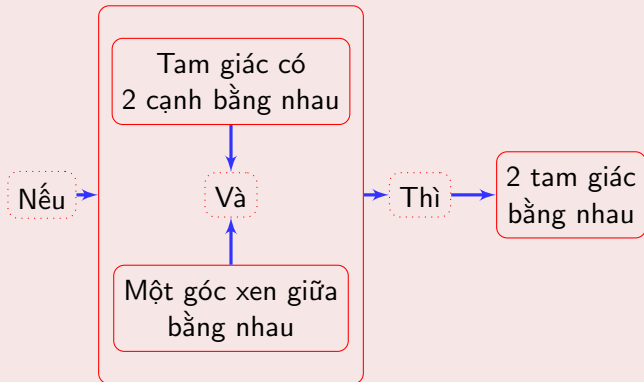 Tam giác có
2 cạnh bằng nhau
Nếu
Và
Thì
2 tam giác
bằng nhau
Một góc xen giữa
bằng nhau